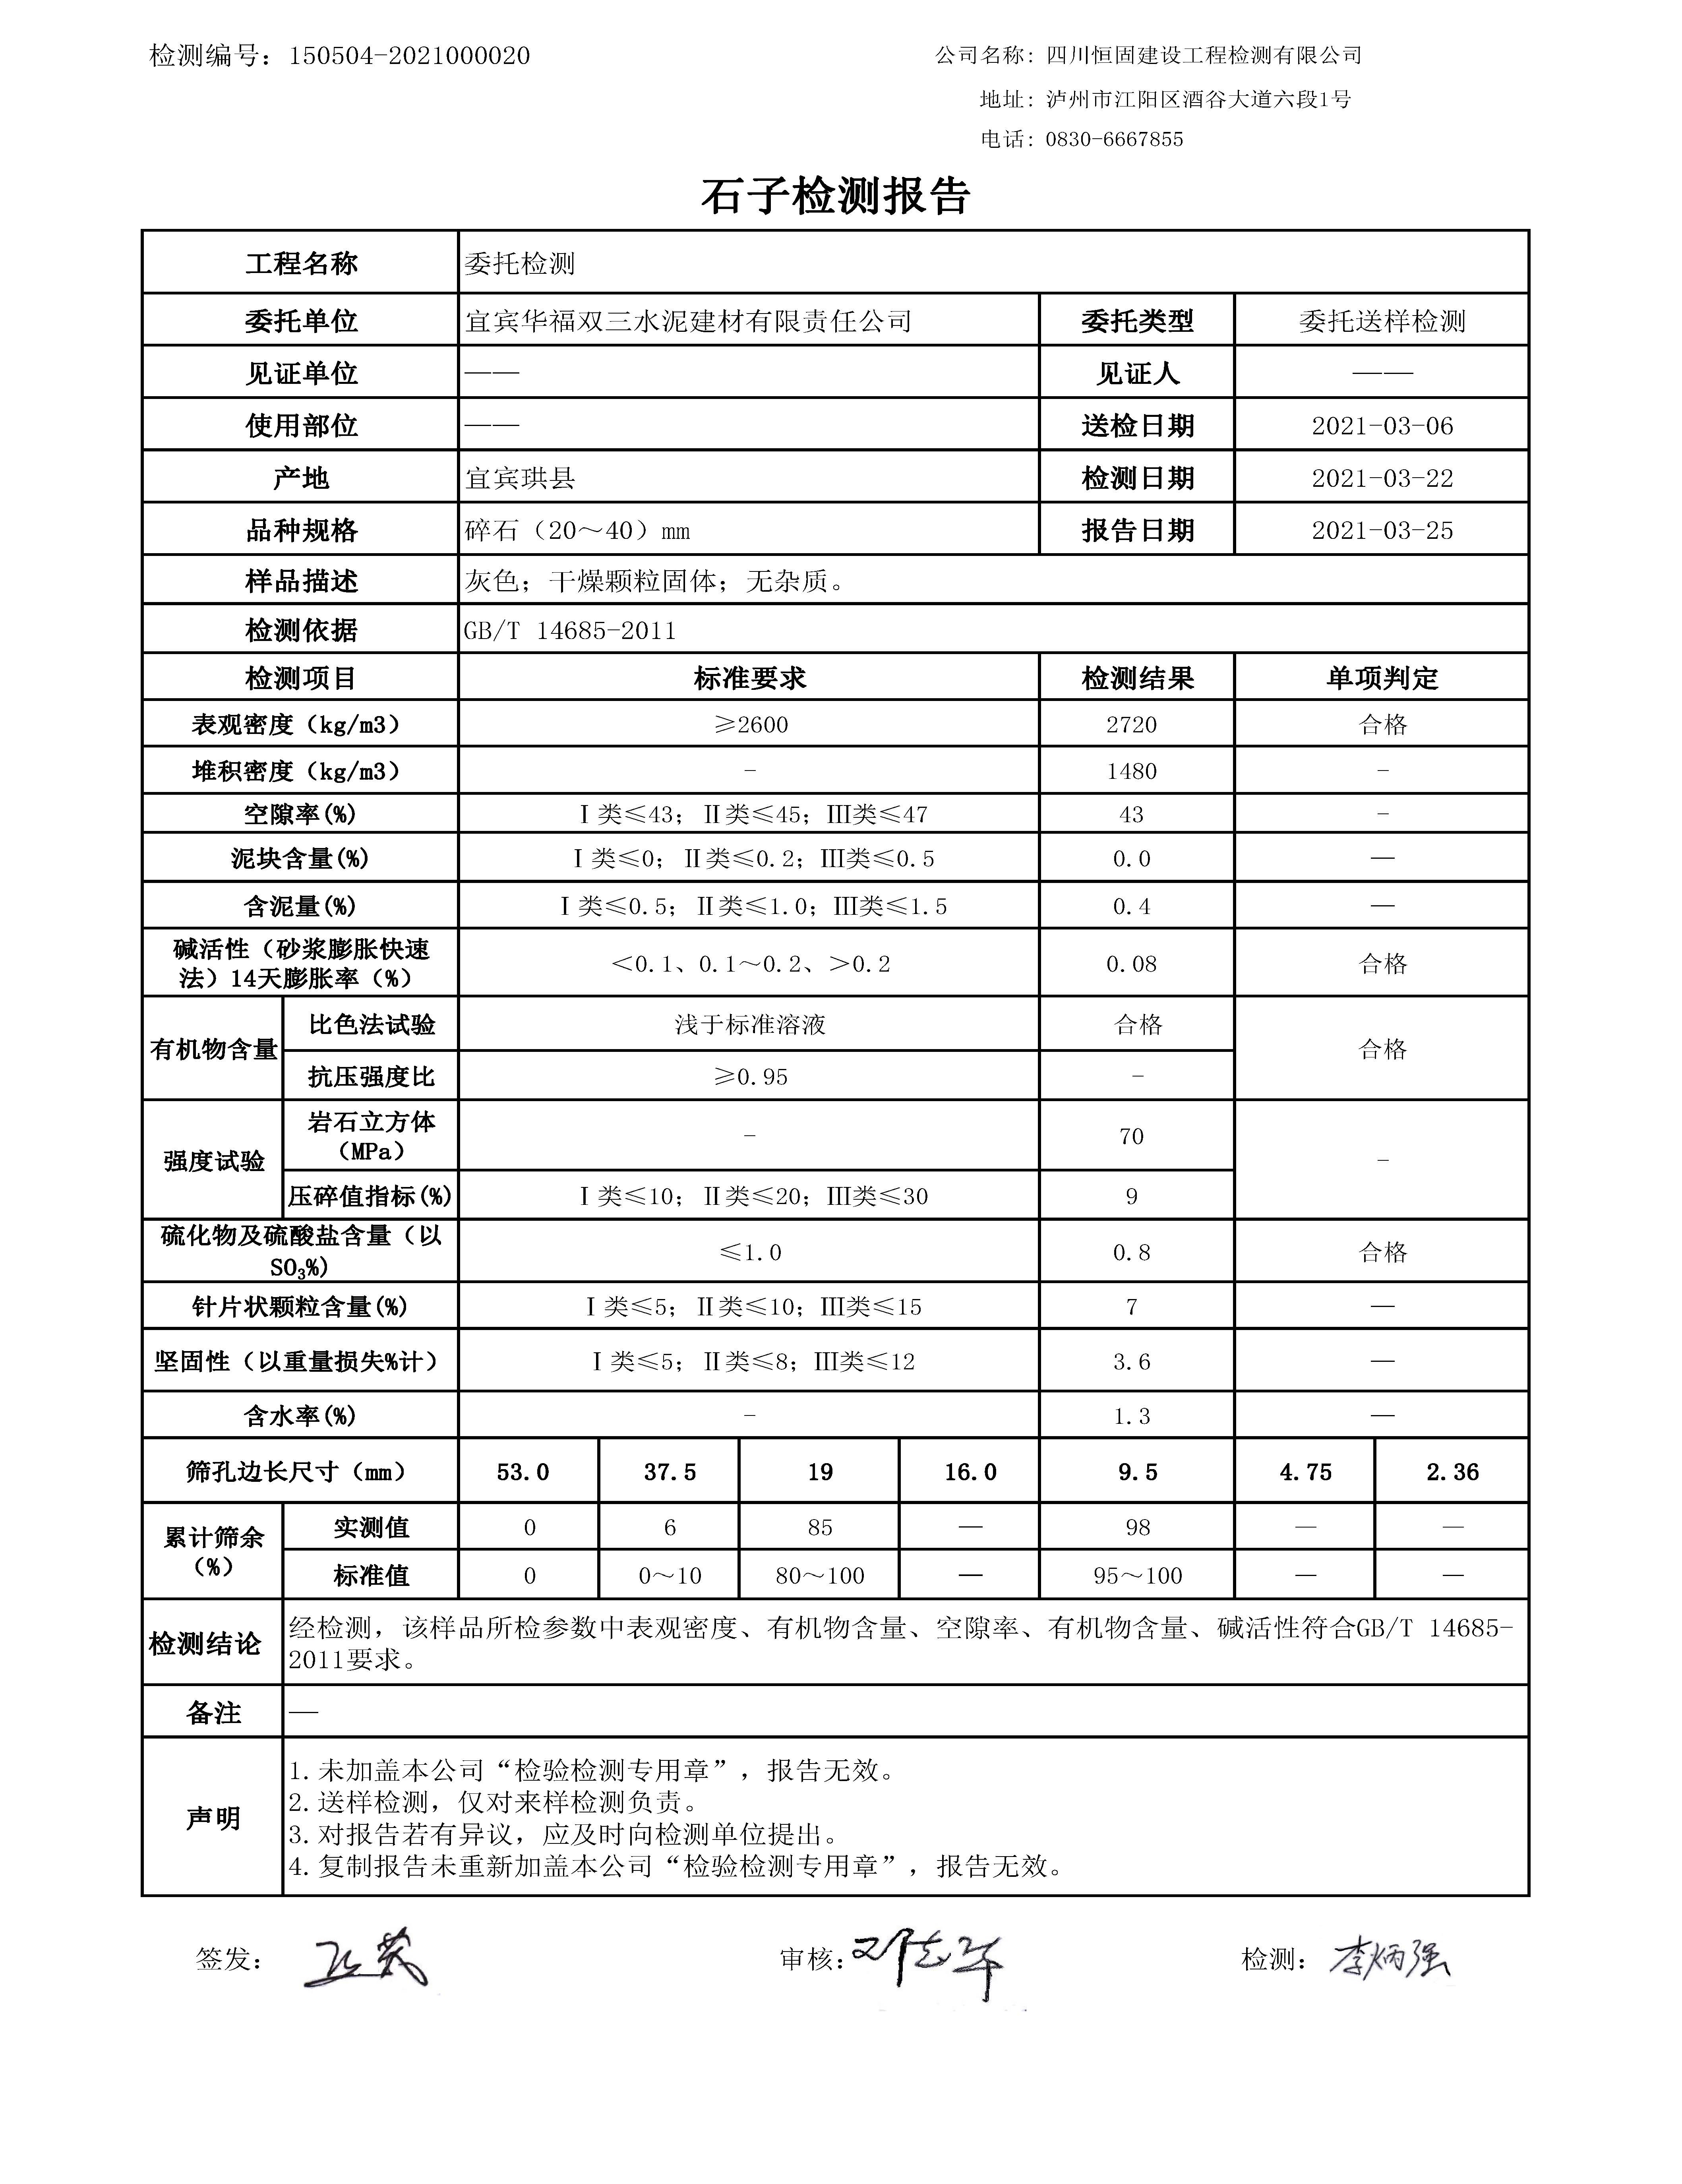 检测编号：150504-2021000020
公司名称：四川恒固建设工程检测有限公司
地址：泸州市江阳区酒谷大道六段1号
电话：0830-6667855
石子检测报告
工程名称 委托检测
委托单位 宜宾华福双三水泥建材有限责任公司 委托类型 委托送样检测
见证单位 —— 见证人 ——
使用部位 —— 送检日期 2021-03-06
产地 宜宾珙县 检测日期 2021-03-22
品种规格 碎石（20～40）mm 报告日期 2021-03-25
样品描述 灰色；干燥颗粒固体；无杂质。
检测依据 GB/T 14685-2011
检测项目 标准要求 检测结果 单项判定
表观密度（kg/m3） ≥2600 2720 合格
堆积密度（kg/m3） - 1480 -
空隙率(%) Ⅰ类≤43；Ⅱ类≤45；Ⅲ类≤47 43 -
泥块含量(%) Ⅰ类≤0；Ⅱ类≤0.2；Ⅲ类≤0.5 0.0 —
含泥量(%) Ⅰ类≤0.5；Ⅱ类≤1.0；Ⅲ类≤1.5 0.4 —
碱活性（砂浆膨胀快速
法）14天膨胀率（%） ＜0.1、0.1～0.2、＞0.2 0.08 合格
有机物含量 比色法试验 浅于标准溶液 合格 合格
抗压强度比 ≥0.95 -
强度试验 岩石立方体
（MPa） - 70 -
压碎值指标(%) Ⅰ类≤10；Ⅱ类≤20；Ⅲ类≤30 9
硫化物及硫酸盐含量（以
SO₃%) ≤1.0 0.8 合格
针片状颗粒含量(%) Ⅰ类≤5；Ⅱ类≤10；Ⅲ类≤15 7 —
坚固性（以重量损失%计） Ⅰ类≤5；Ⅱ类≤8；Ⅲ类≤12 3.6 —
含水率(%) - 1.3 —
筛孔边长尺寸（mm） 53.0 37.5 19 16.0 9.5 4.75 2.36
累计筛余
（%） 实测值 0 6 85 — 98 — —
标准值 0 0～10 80～100 — 95～100 — —
检测结论 经检测，该样品所检参数中表观密度、有机物含量、空隙率、有机物含量、碱活性符合GB/T 14685-
2011要求。
备注 —
声明 1.未加盖本公司“检验检测专用章”，报告无效。
2.送样检测，仅对来样检测负责。
3.对报告若有异议，应及时向检测单位提出。
4.复制报告未重新加盖本公司“检验检测专用章”，报告无效。
签发： 审核： 检测：李炳强